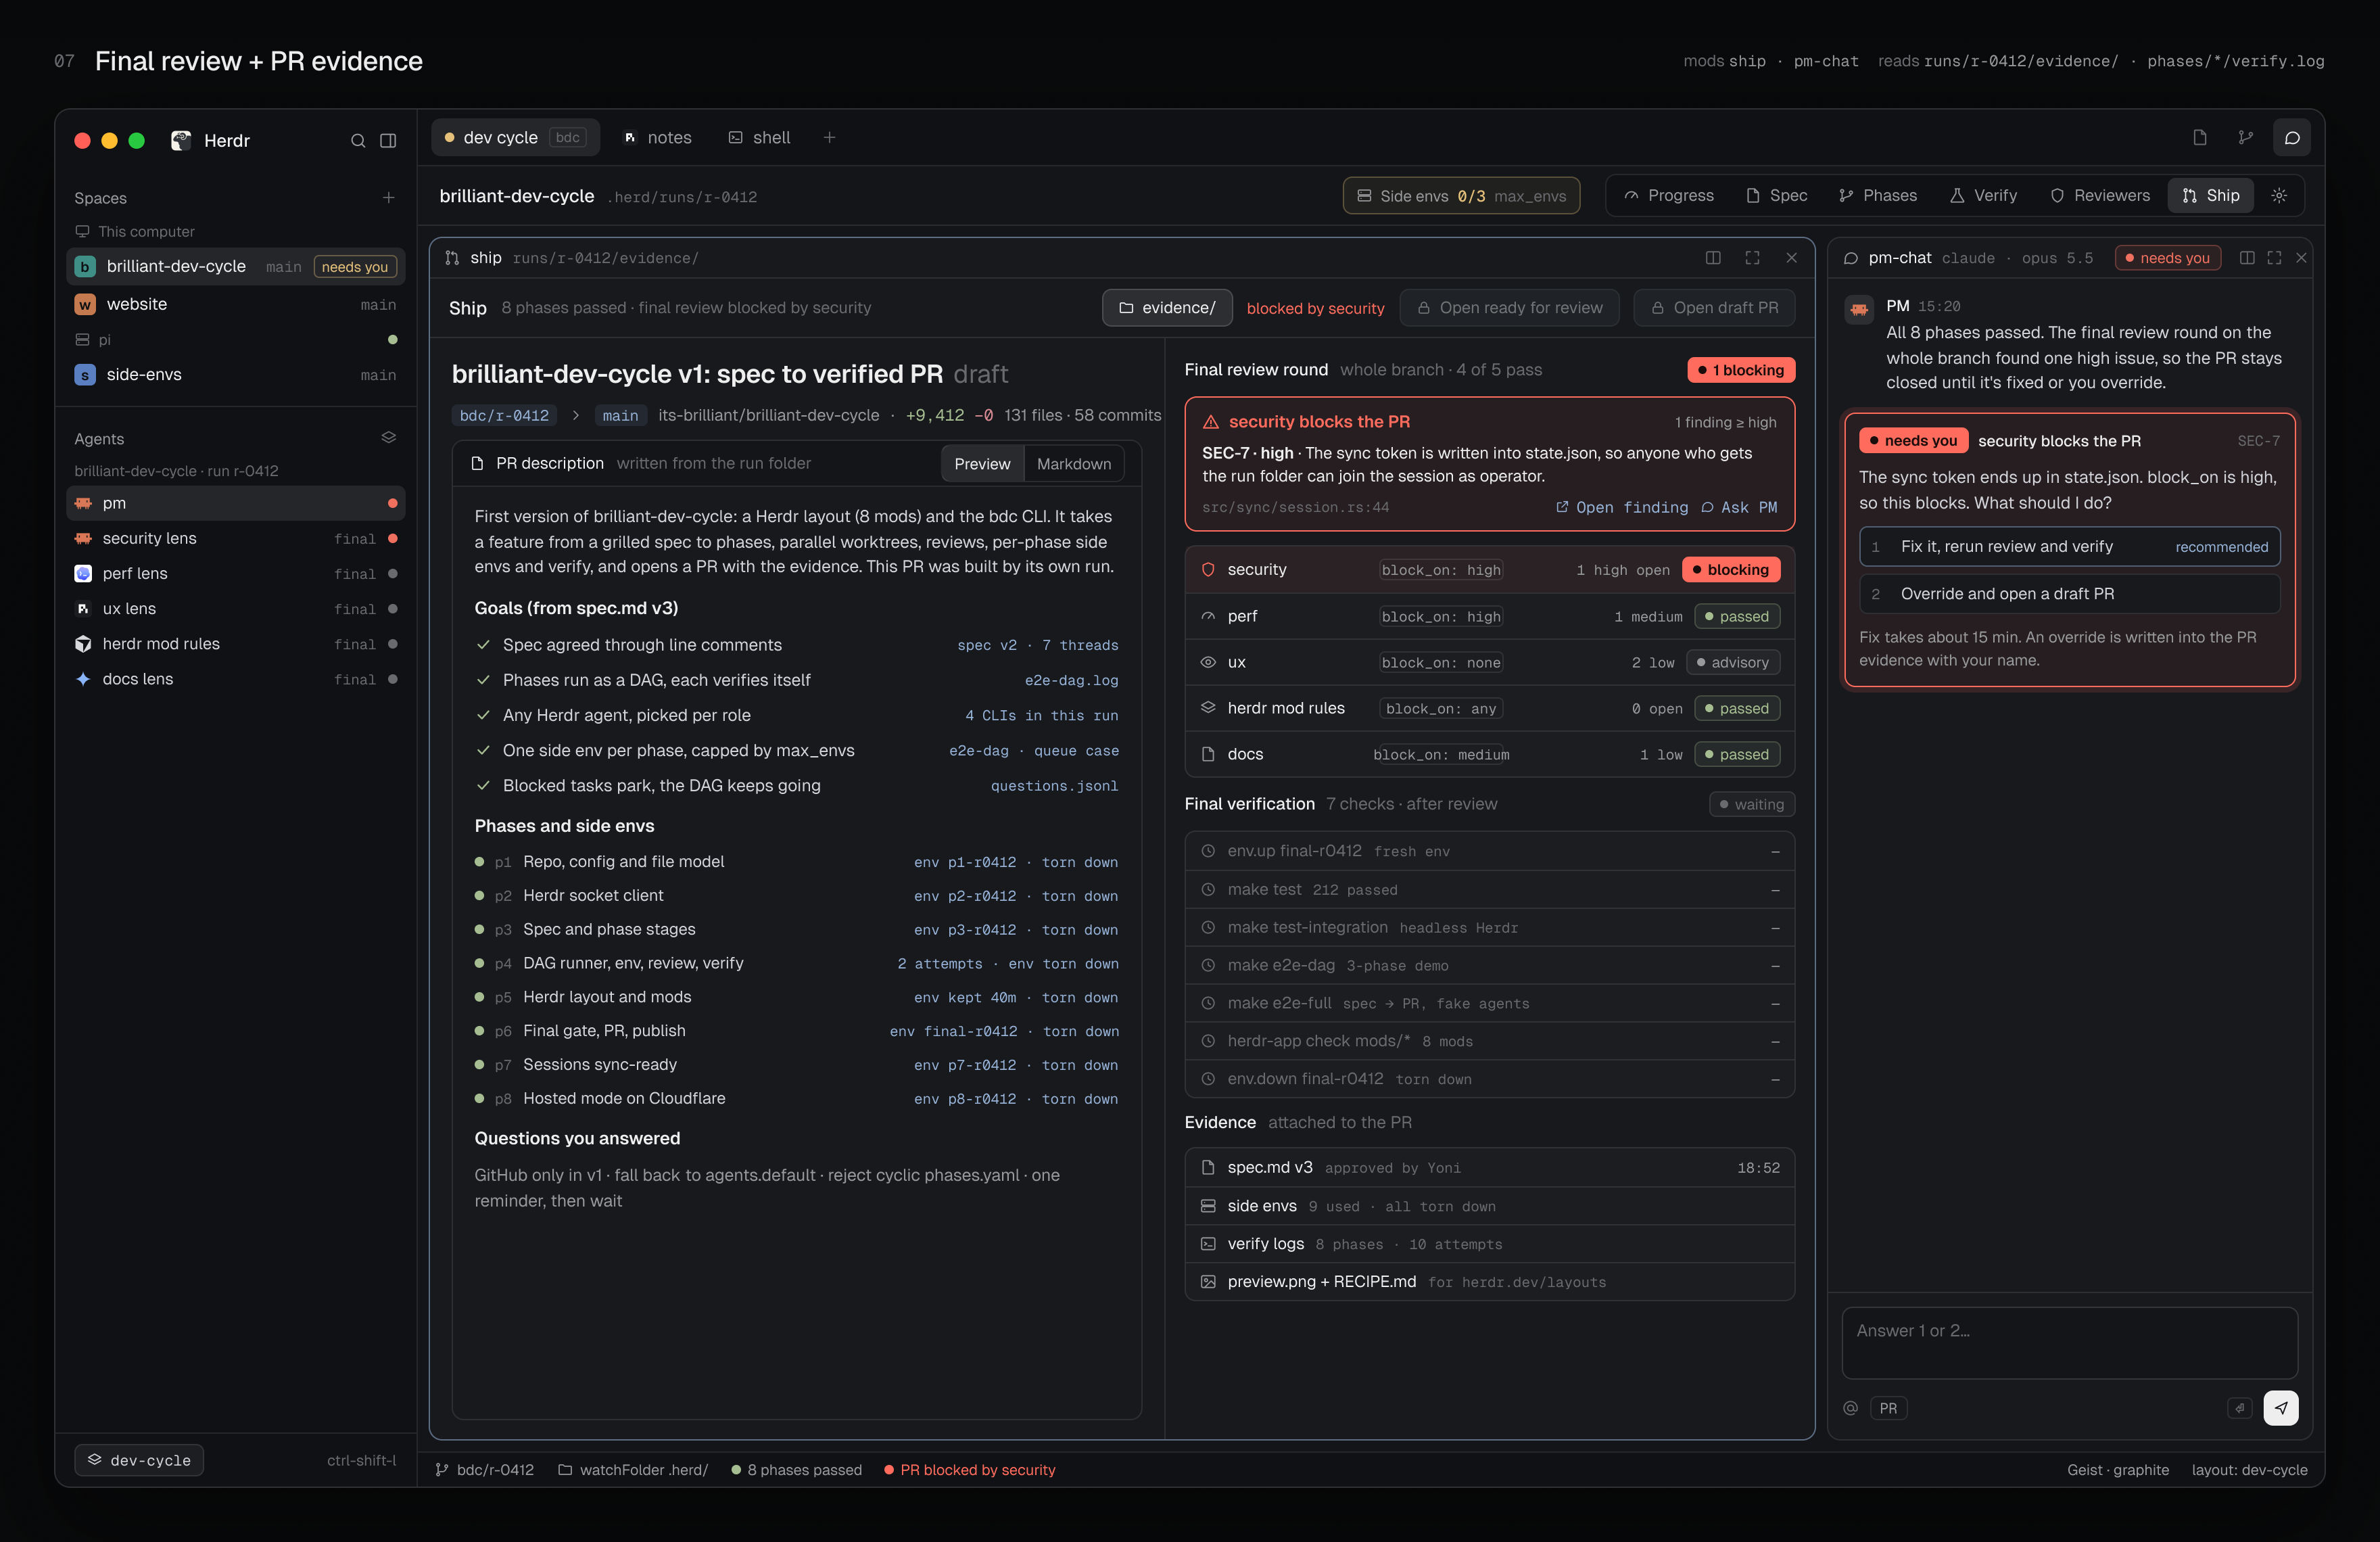 07 Final review + PR evidence
mods ship · pm-chat reads runs/r-0412/evidence/ · phases/*/verify.log
Herdr
Spaces
This computer
b brilliant-dev-cycle main needs you
w website main
pi
s side-envs main
Agents
brilliant-dev-cycle · run r-0412
pm
security lens final
perf lens final
ux lens final
herdr mod rules final
docs lens final
dev-cycle ctrl-shift-l
dev cycle bdc notes shell
brilliant-dev-cycle .herd/runs/r-0412
Side envs 0/3 max_envs
Progress Spec Phases Verify Reviewers Ship
ship runs/r-0412/evidence/
Ship 8 phases passed · final review blocked by security
evidence/ blocked by security Open ready for review Open draft PR
brilliant-dev-cycle v1: spec to verified PR draft
bdc/r-0412 > main its-brilliant/brilliant-dev-cycle · +9,412 −0 131 files · 58 commits
PR description written from the run folder
Preview Markdown
First version of brilliant-dev-cycle: a Herdr layout (8 mods) and the bdc CLI. It takes
a feature from a grilled spec to phases, parallel worktrees, reviews, per-phase side
envs and verify, and opens a PR with the evidence. This PR was built by its own run.
Goals (from spec.md v3)
Spec agreed through line comments spec v2 · 7 threads
Phases run as a DAG, each verifies itself e2e-dag.log
Any Herdr agent, picked per role 4 CLIs in this run
One side env per phase, capped by max_envs e2e-dag · queue case
Blocked tasks park, the DAG keeps going questions.jsonl
Phases and side envs
p1 Repo, config and file model env p1-r0412 · torn down
p2 Herdr socket client env p2-r0412 · torn down
p3 Spec and phase stages env p3-r0412 · torn down
p4 DAG runner, env, review, verify 2 attempts · env torn down
p5 Herdr layout and mods env kept 40m · torn down
p6 Final gate, PR, publish env final-r0412 · torn down
p7 Sessions sync-ready env p7-r0412 · torn down
p8 Hosted mode on Cloudflare env p8-r0412 · torn down
Questions you answered
GitHub only in v1 · fall back to agents.default · reject cyclic phases.yaml · one
reminder, then wait
Final review round whole branch · 4 of 5 pass 1 blocking
security blocks the PR 1 finding ≥ high
SEC-7 · high · The sync token is written into state.json, so anyone who gets
the run folder can join the session as operator.
src/sync/session.rs:44 Open finding Ask PM
security block_on: high 1 high open blocking
perf block_on: high 1 medium passed
ux block_on: none 2 low advisory
herdr mod rules block_on: any 0 open passed
docs block_on: medium 1 low passed
Final verification 7 checks · after review waiting
env.up final-r0412 fresh env –
make test 212 passed –
make test-integration headless Herdr –
make e2e-dag 3-phase demo –
make e2e-full spec → PR, fake agents –
herdr-app check mods/* 8 mods –
env.down final-r0412 torn down –
Evidence attached to the PR
spec.md v3 approved by Yoni 18:52
side envs 9 used · all torn down
verify logs 8 phases · 10 attempts
preview.png + RECIPE.md for herdr.dev/layouts
pm-chat claude · opus 5.5 needs you
PM 15:20
All 8 phases passed. The final review round on the
whole branch found one high issue, so the PR stays
closed until it's fixed or you override.
needs you security blocks the PR SEC-7
The sync token ends up in state.json. block_on is high,
so this blocks. What should I do?
1 Fix it, rerun review and verify recommended
2 Override and open a draft PR
Fix takes about 15 min. An override is written into the PR
evidence with your name.
Answer 1 or 2…
@ PR
bdc/r-0412 watchFolder .herd/ 8 phases passed PR blocked by security
Geist · graphite layout: dev-cycle